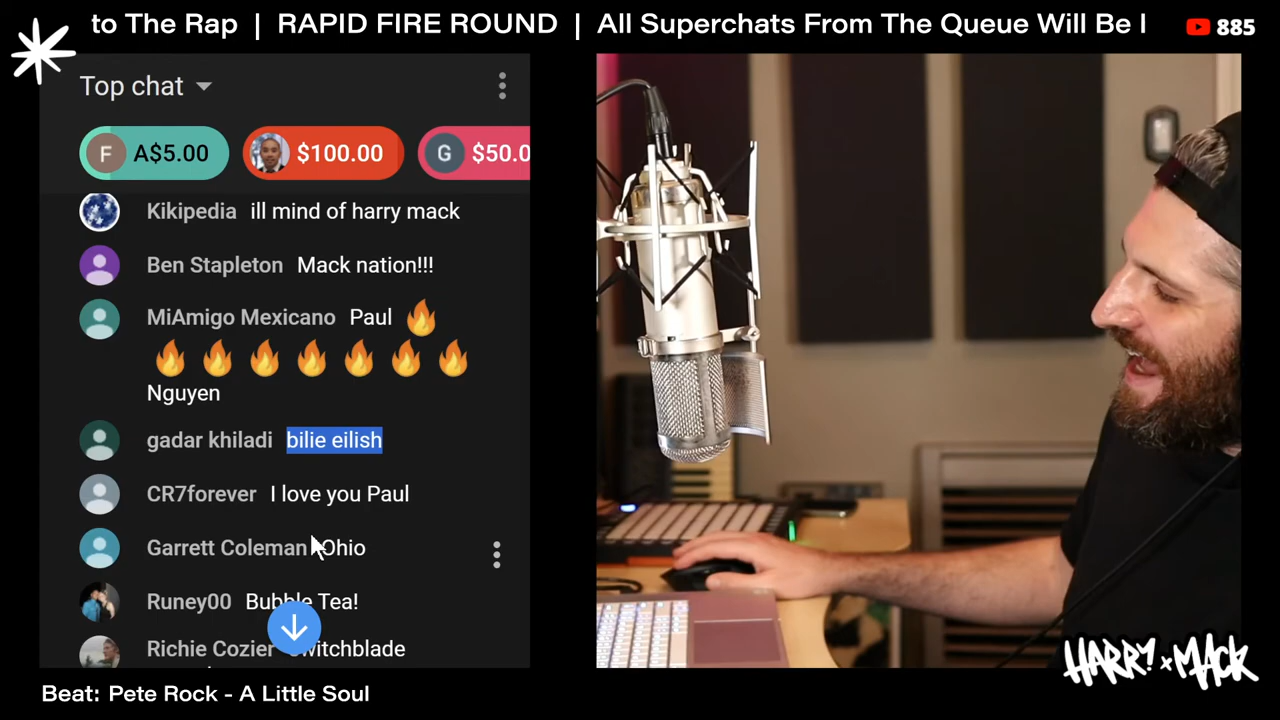 to The Rap | RAPID FIRE ROUND | All Superchats From The Queue Will Be
885
Top chat
F A$5.00 $100.00 G $50.0
Kikipedia ill mind of harry mack
Ben Stapleton Mack nation!!!
MiAmigo Mexicano Paul 🔥
🔥🔥🔥🔥🔥🔥🔥
Nguyen
gadar khiladi bilie eilish
CR7forever I love you Paul
Garrett Coleman Ohio
Runey00 Bubble Tea!
Richie Cozier Switchblade
HARRY MACK
Beat: Pete Rock - A Little Soul